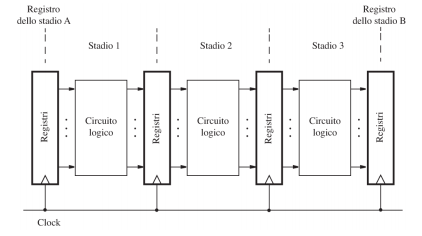 Registro
dello stadio A
Registro
dello stadio B
Stadio 1
Stadio 2
Stadio 3
Registri
Circuito
logico
Registri
Circuito
logico
Registri
Circuito
logico
Registri
Clock